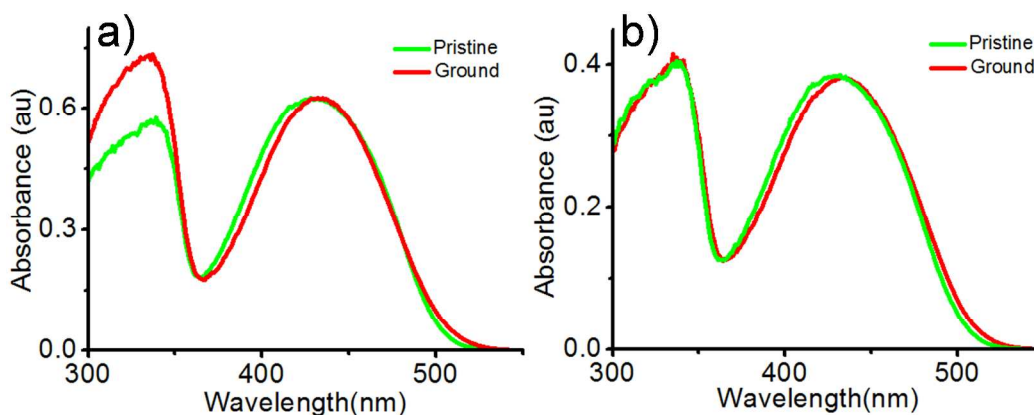 a)
Pristine
Ground
Absorbance (au)
0.6
0.3
0.0
300
400
500
Wavelength(nm)
b)
Pristine
Ground
Absorbance (au)
0.4
0.2
0.0
300
400
500
Wavelength(nm)